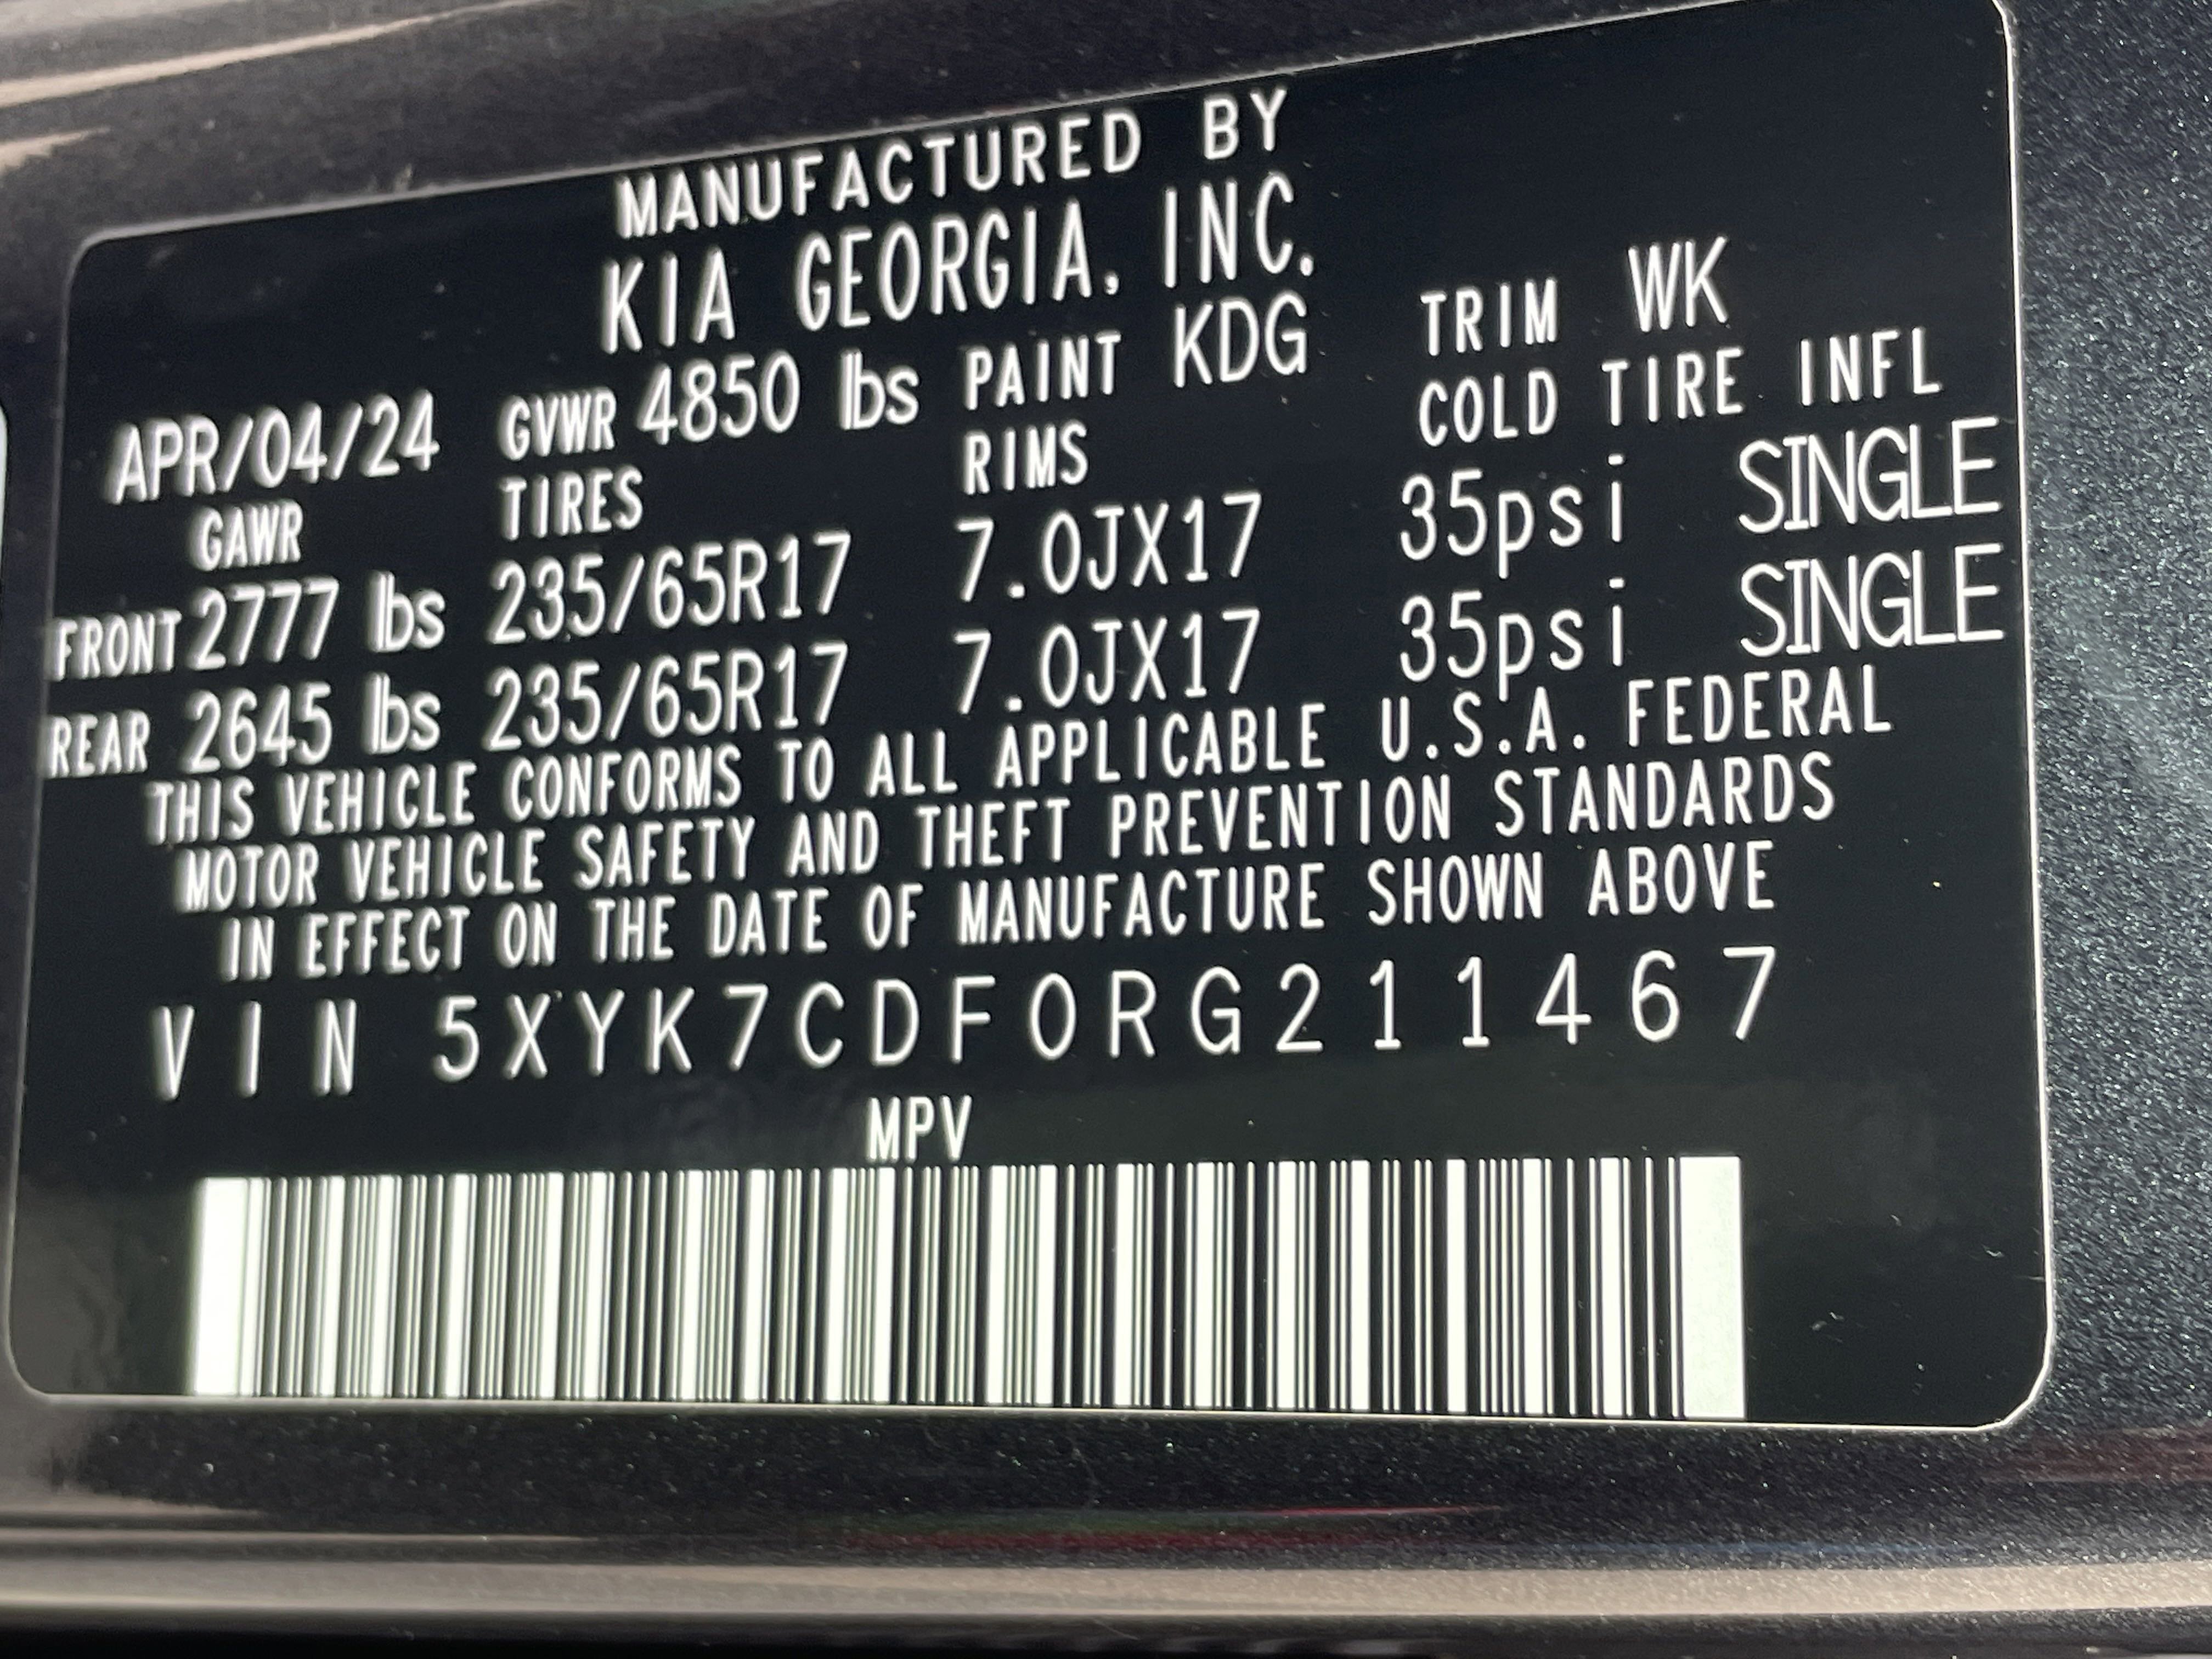 MANUFACTURED BY
KIA GEORGIA, INC.
APR/04/24 GVWR 4850 lbs PAINT KDG TRIM WK
GAWR TIRES RIMS COLD TIRE INFL
FRONT 2777 lbs 235/65R17 7.0JX17 35psi SINGLE
REAR 2645 lbs 235/65R17 7.0JX17 35psi SINGLE
THIS VEHICLE CONFORMS TO ALL APPLICABLE U.S.A. FEDERAL
MOTOR VEHICLE SAFETY AND THEFT PREVENTION STANDARDS
IN EFFECT ON THE DATE OF MANUFACTURE SHOWN ABOVE
VIN 5XYK7CDF0RG211467
MPV